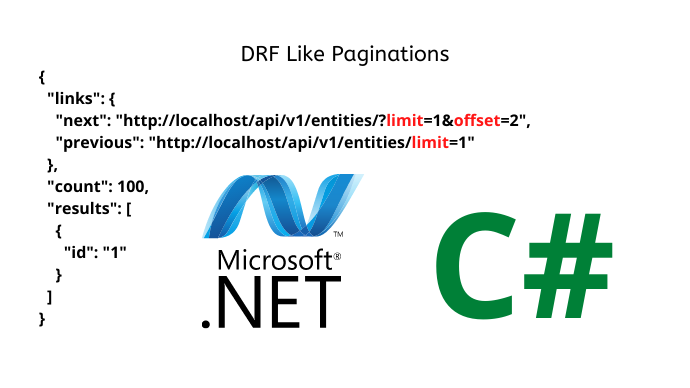 DRF Like Paginations
{
"links": {
"next": "http://localhost/api/v1/entities/?limit=1&offset=2",
"previous": "http://localhost/api/v1/entities/limit=1"
},
"count": 100,
"results": [
{
"id": "1"
}
]
}
TM
Microsoft®
.NET
C#